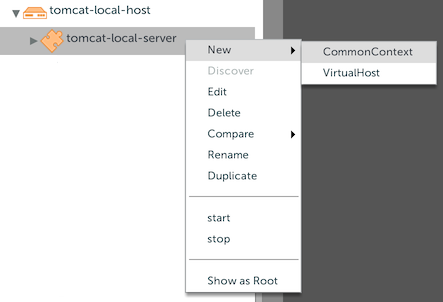 tomcat-local-host
tomcat-local-server
New
CommonContext
VirtualHost
Discover
Edit
Delete
Compare
Rename
Duplicate
start
stop
Show as Root